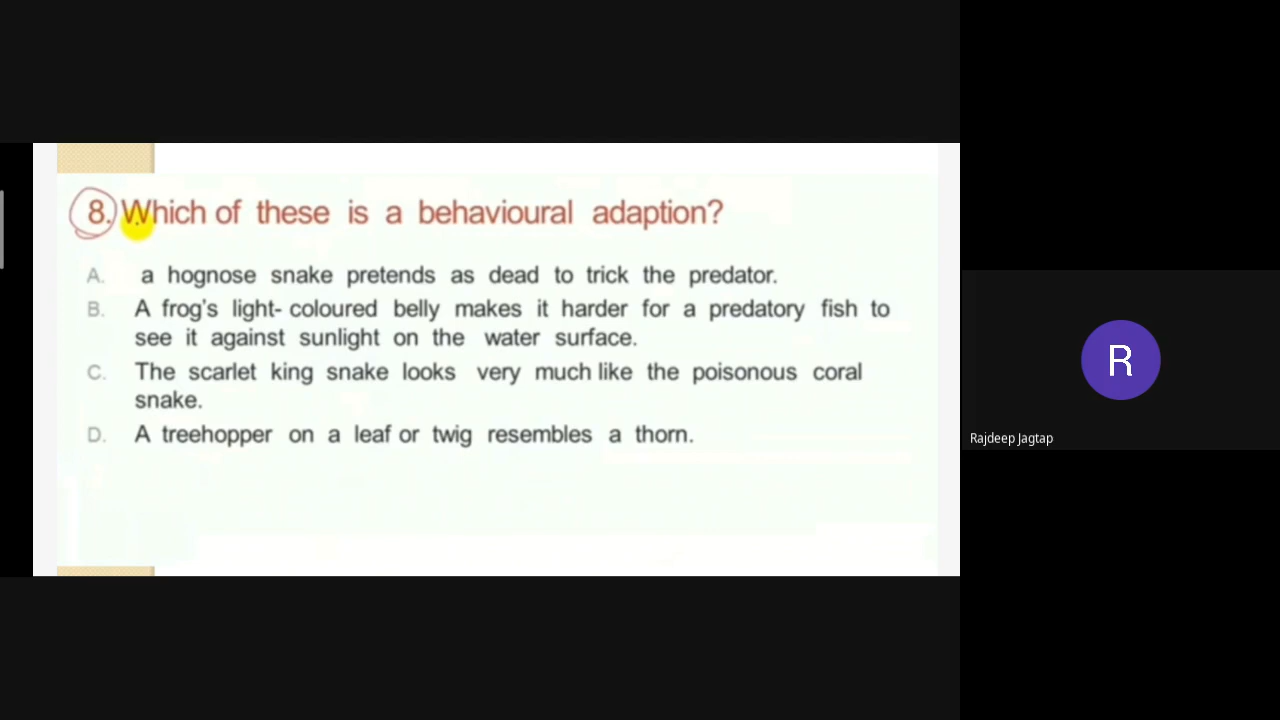 8. Which of these is a behavioural adaption?
A. a hognose snake pretends as dead to trick the predator.
B. A frog's light- coloured belly makes it harder for a predatory fish to
see it against sunlight on the water surface.
C. The scarlet king snake looks very much like the poisonous coral
snake.
D. A treehopper on a leaf or twig resembles a thorn.
R
Rajdeep Jagtap